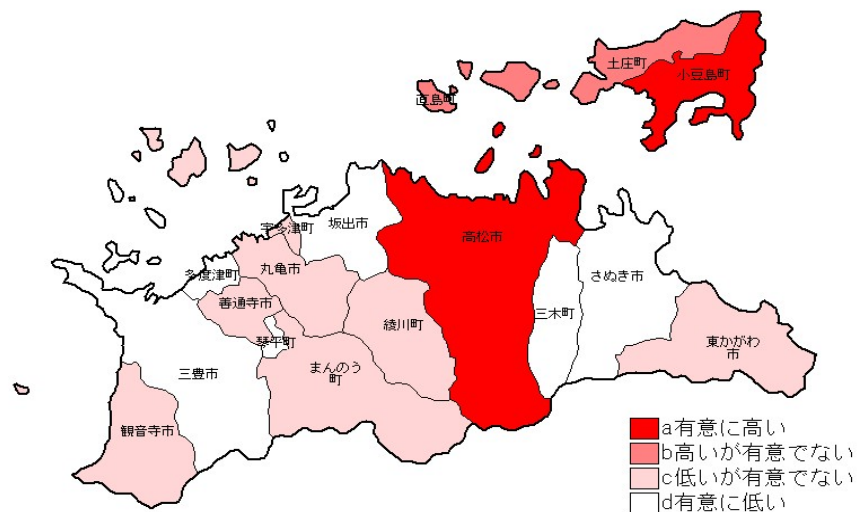 土庄町
小豆島町
直島町
宇多津町
坂出市
高松市
多度津町
丸亀市
さぬき市
善通寺市
綾川町
三木町
琴平町
東かがわ
市
三豊市
まんのう
町
観音寺市
a有意に高い
b高いが有意でない
c低いが有意でない
d有意に低い